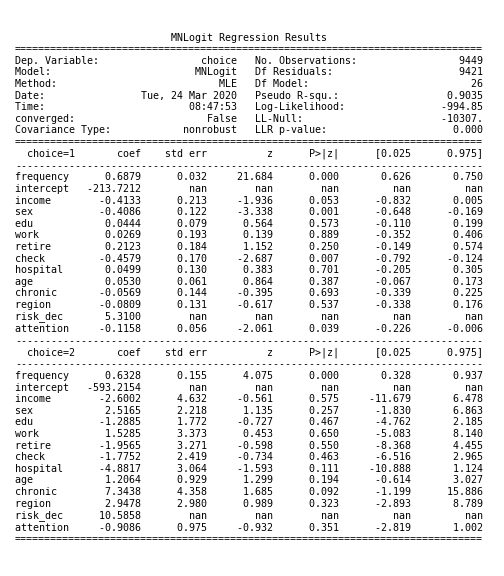 MNLogit Regression Results
==============================================================================
Dep. Variable: choice No. Observations: 9449
Model: MNLogit Df Residuals: 9421
Method: MLE Df Model: 26
Date: Tue, 24 Mar 2020 Pseudo R-squ.: 0.9035
Time: 08:47:53 Log-Likelihood: -994.85
converged: False LL-Null: -10307.
Covariance Type: nonrobust LLR p-value: 0.000
==============================================================================
choice=1 coef std err z P>|z| [0.025 0.975]
------------------------------------------------------------------------------
frequency 0.6879 0.032 21.684 0.000 0.626 0.750
intercept -213.7212 nan nan nan nan nan
income -0.4133 0.213 -1.936 0.053 -0.832 0.005
sex -0.4086 0.122 -3.338 0.001 -0.648 -0.169
edu 0.0444 0.079 0.564 0.573 -0.110 0.199
work 0.0269 0.193 0.139 0.889 -0.352 0.406
retire 0.2123 0.184 1.152 0.250 -0.149 0.574
check -0.4579 0.170 -2.687 0.007 -0.792 -0.124
hospital 0.0499 0.130 0.383 0.701 -0.205 0.305
age 0.0530 0.061 0.864 0.387 -0.067 0.173
chronic -0.0569 0.144 -0.395 0.693 -0.339 0.225
region -0.0809 0.131 -0.617 0.537 -0.338 0.176
risk_dec 5.3100 nan nan nan nan nan
attention -0.1158 0.056 -2.061 0.039 -0.226 -0.006
------------------------------------------------------------------------------
choice=2 coef std err z P>|z| [0.025 0.975]
------------------------------------------------------------------------------
frequency 0.6328 0.155 4.075 0.000 0.328 0.937
intercept -593.2154 nan nan nan nan nan
income -2.6002 4.632 -0.561 0.575 -11.679 6.478
sex 2.5165 2.218 1.135 0.257 -1.830 6.863
edu -1.2885 1.772 -0.727 0.467 -4.762 2.185
work 1.5285 3.373 0.453 0.650 -5.083 8.140
retire -1.9565 3.271 -0.598 0.550 -8.368 4.455
check -1.7752 2.419 -0.734 0.463 -6.516 2.965
hospital -4.8817 3.064 -1.593 0.111 -10.888 1.124
age 1.2064 0.929 1.299 0.194 -0.614 3.027
chronic 7.3438 4.358 1.685 0.092 -1.199 15.886
region 2.9478 2.980 0.989 0.323 -2.893 8.789
risk_dec 10.5858 nan nan nan nan nan
attention -0.9086 0.975 -0.932 0.351 -2.819 1.002
==============================================================================